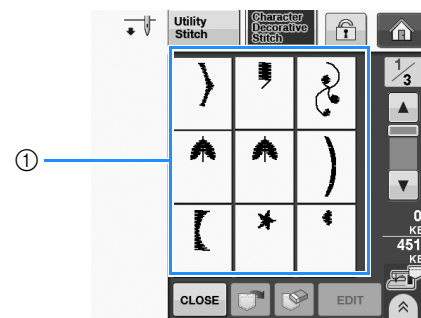 Utility
Stitch
Character
Decorative
Stitch
1/3
①
0
KB
451
KB
CLOSE
EDIT